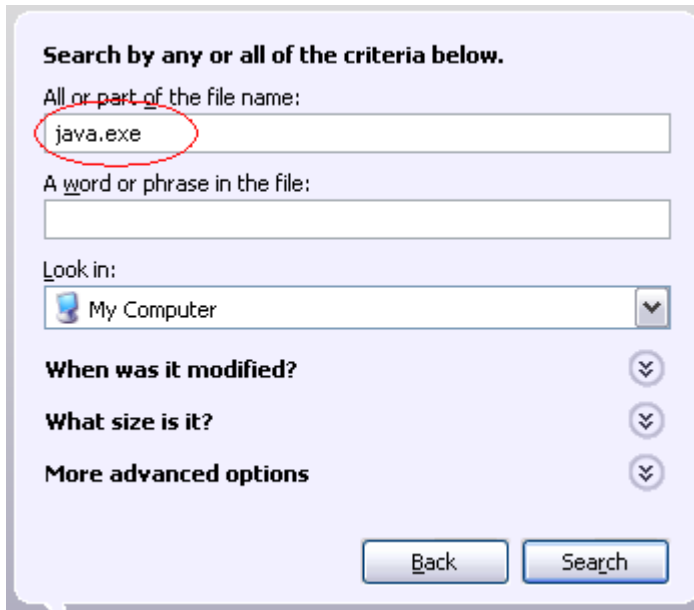 Search by any or all of the criteria below.
All or part of the file name:
java.exe
A word or phrase in the file:
Look in:
My Computer
When was it modified?
What size is it?
More advanced options
Back
Search